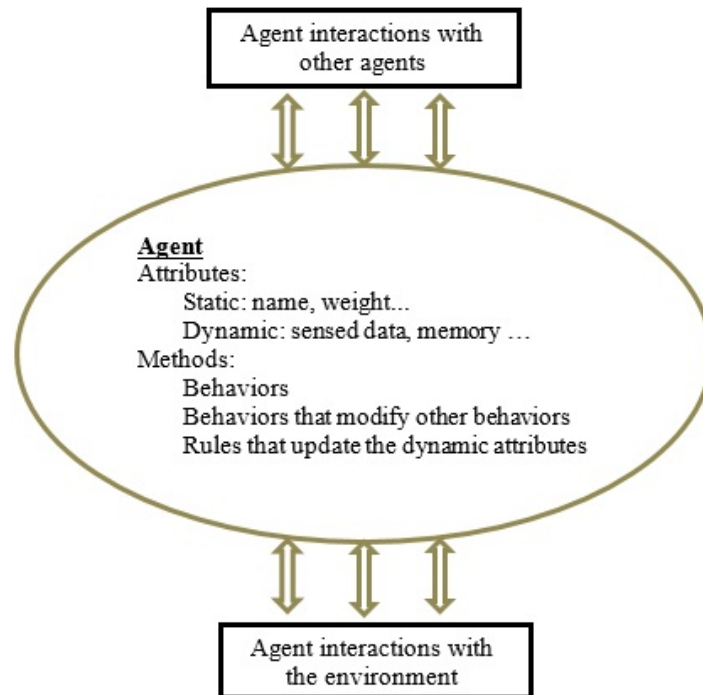 Agent interactions with
other agents
Agent
Attributes:
Static: name, weight...
Dynamic: sensed data, memory …
Methods:
Behaviors
Behaviors that modify other behaviors
Rules that update the dynamic attributes
Agent interactions with
the environment